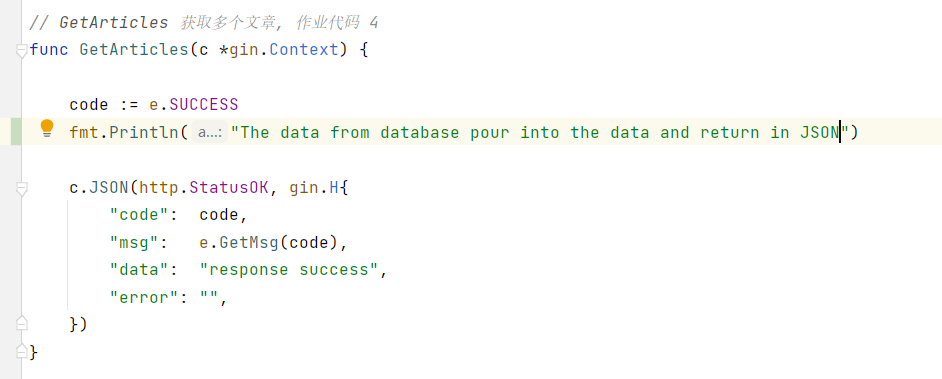 // GetArticles 获取多个文章, 作业代码 4
func GetArticles(c *gin.Context) {
code := e.SUCCESS
fmt.Println( a...: "The data from database pour into the data and return in JSON")
c.JSON(http.StatusOK, gin.H{
"code":  code,
"msg":   e.GetMsg(code),
"data":  "response success",
"error": "",
})
}